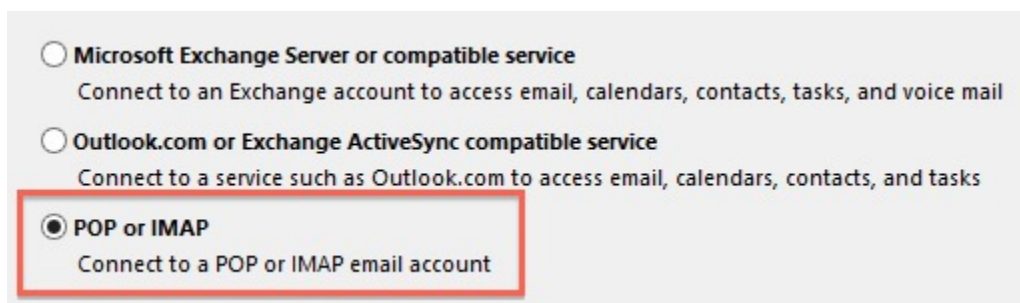 Microsoft Exchange Server or compatible service
Connect to an Exchange account to access email, calendars, contacts, tasks, and voice mail
Outlook.com or Exchange ActiveSync compatible service
Connect to a service such as Outlook.com to access email, calendars, contacts, and tasks
POP or IMAP
Connect to a POP or IMAP email account